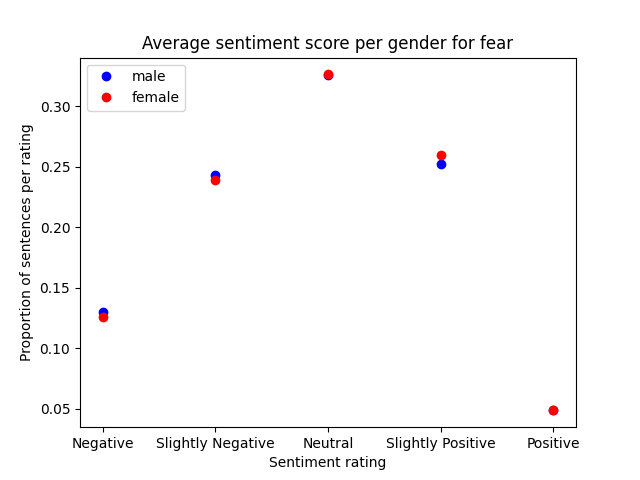 Average sentiment score per gender for fear
male
female
Proportion of sentences per rating
0.30
0.25
0.20
0.15
0.10
0.05
Negative
Slightly Negative
Neutral
Slightly Positive
Positive
Sentiment rating